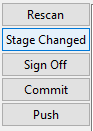 Rescan
Stage Changed
Sign Off
Commit
Push